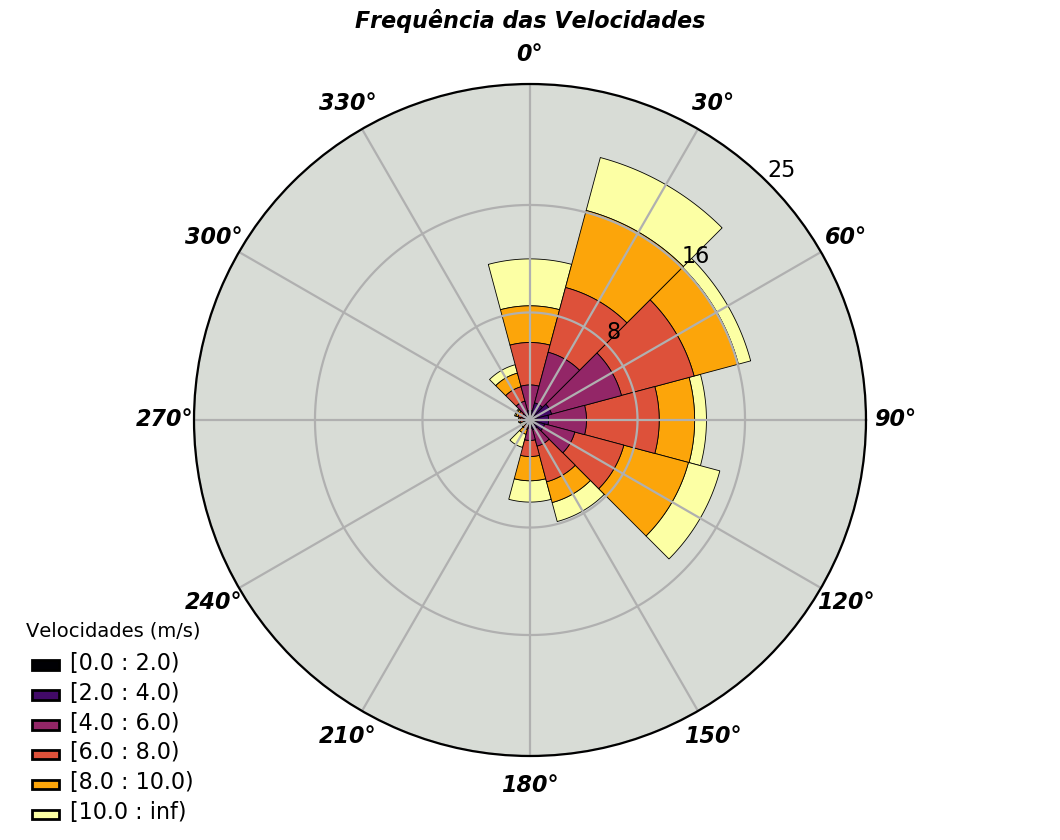 Frequência das Velocidades
0°
330°
30°
25
300°
60°
16
8
270°
90°
240°
120°
210°
150°
180°
Velocidades (m/s)
[0.0 : 2.0)
[2.0 : 4.0)
[4.0 : 6.0)
[6.0 : 8.0)
[8.0 : 10.0)
[10.0 : inf)